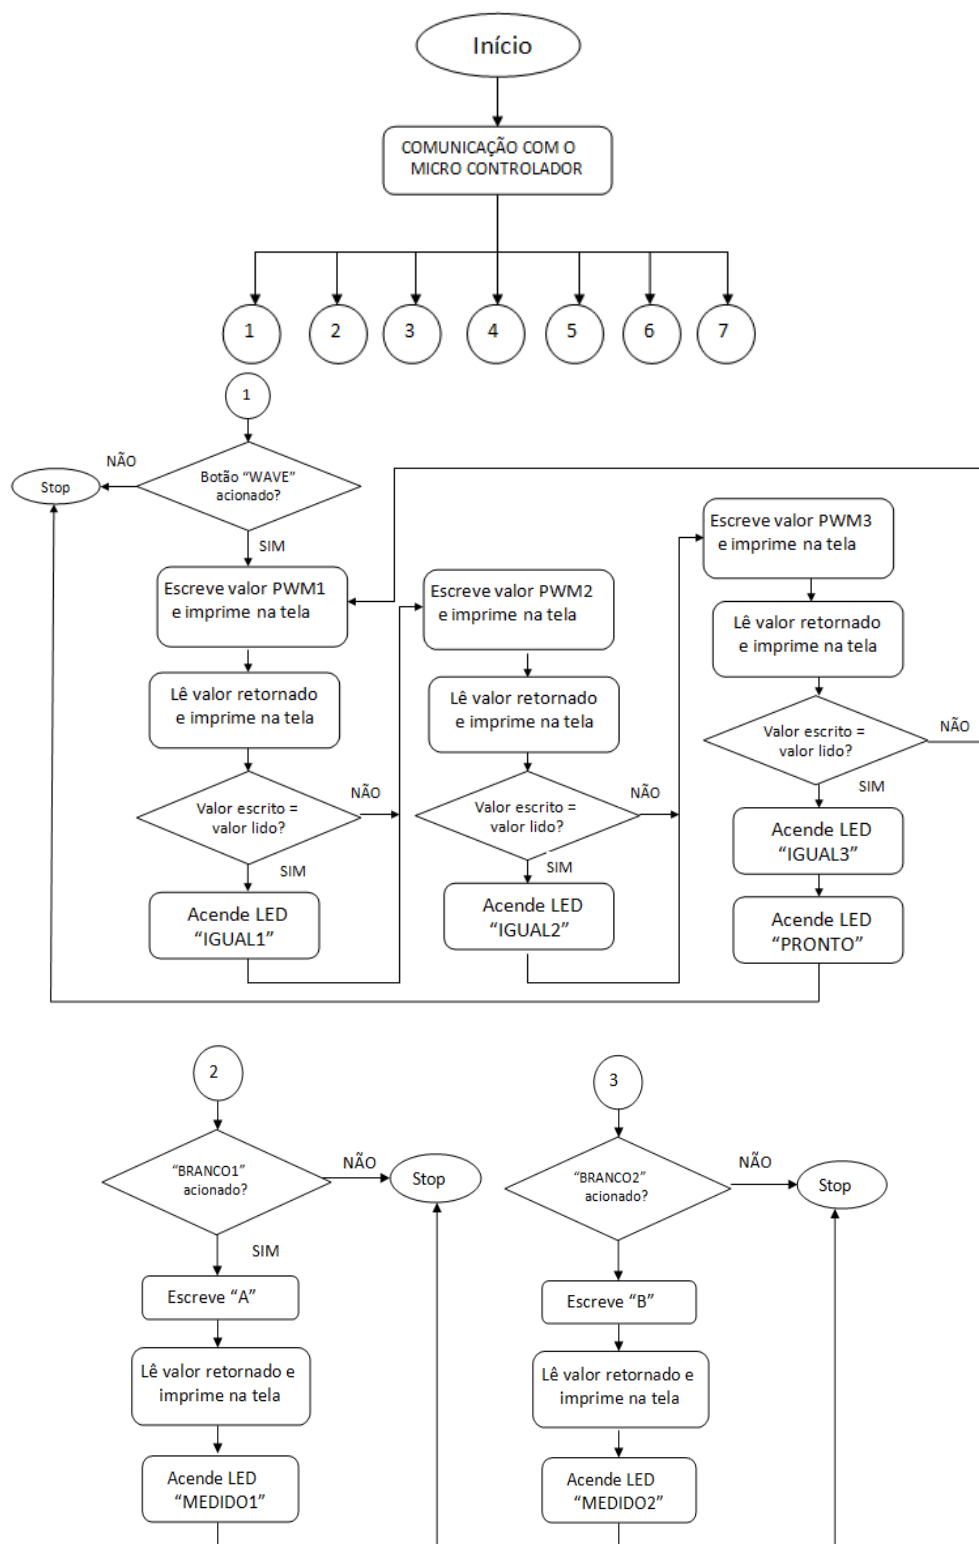 Início
COMUNICAÇÃO COM O
MICRO CONTROLADOR
1
2
3
4
5
6
7
1
Botão “WAVE”
acionado?
NÃO
Stop
SIM
Escreve valor PWM1
e imprime na tela
Lê valor retornado
e imprime na tela
Valor escrito =
valor lido?
NÃO
SIM
Acende LED
“IGUAL1”
Escreve valor PWM2
e imprime na tela
Lê valor retornado
e imprime na tela
Valor escrito =
valor lido?
NÃO
SIM
Acende LED
“IGUAL2”
Escreve valor PWM3
e imprime na tela
Lê valor retornado
e imprime na tela
Valor escrito =
valor lido?
NÃO
SIM
Acende LED
“IGUAL3”
Acende LED
“PRONTO”
2
“BRANCO1”
acionado?
NÃO
Stop
SIM
Escreve “A”
Lê valor retornado e
imprime na tela
Acende LED
“MEDIDO1”
3
“BRANCO2”
acionado?
NÃO
Stop
Escreve “B”
Lê valor retornado e
imprime na tela
Acende LED
“MEDIDO2”